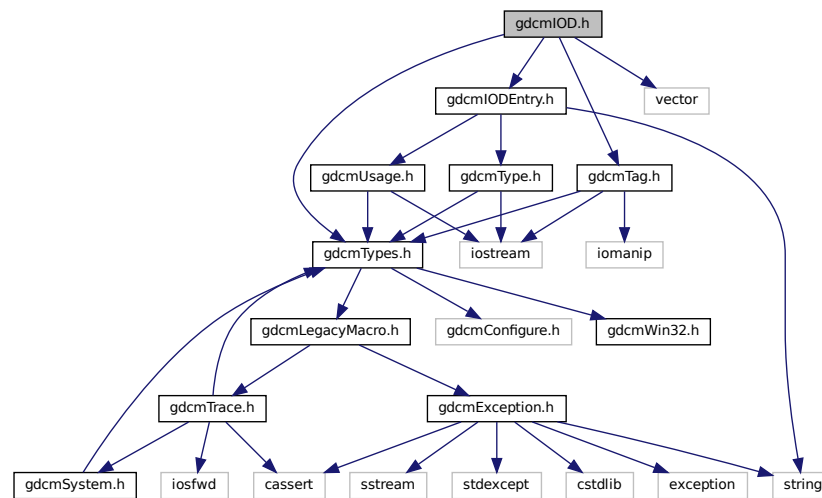 gdcmIOD.h
gdcmIODEntry.h
vector
gdcmUsage.h
gdcmType.h
gdcmTag.h
gdcmTypes.h
iostream
iomanip
gdcmLegacyMacro.h
gdcmConfigure.h
gdcmWin32.h
gdcmTrace.h
gdcmException.h
gdcmSystem.h
iosfwd
cassert
sstream
stdexcept
cstdlib
exception
string